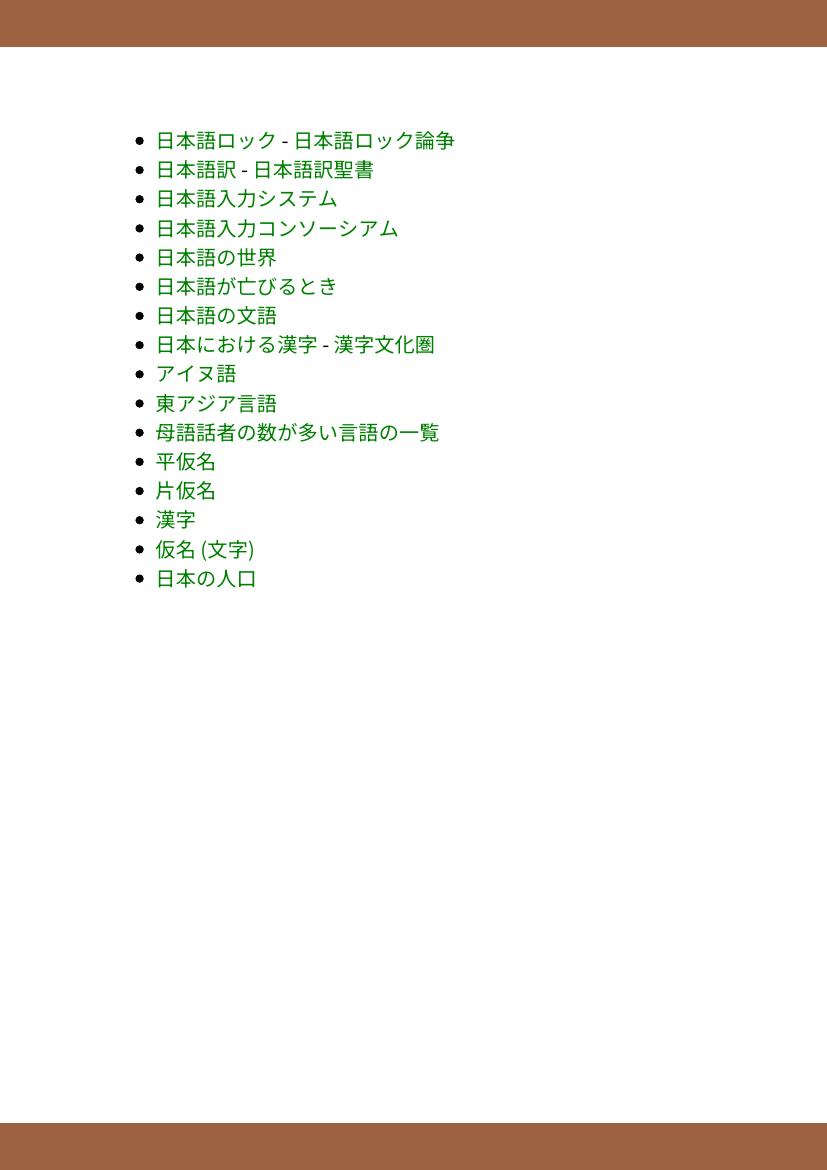 • 日本語ロック - 日本語ロック論争
• 日本語訳 - 日本語訳聖書
• 日本語入力システム
• 日本語入力コンソーシアム
• 日本語の世界
• 日本語が亡びるとき
• 日本語の文語
• 日本における漢字 - 漢字文化圏
• アイヌ語
• 東アジア言語
• 母語話者の数が多い言語の一覧
• 平仮名
• 片仮名
• 漢字
• 仮名 (文字)
• 日本の人口